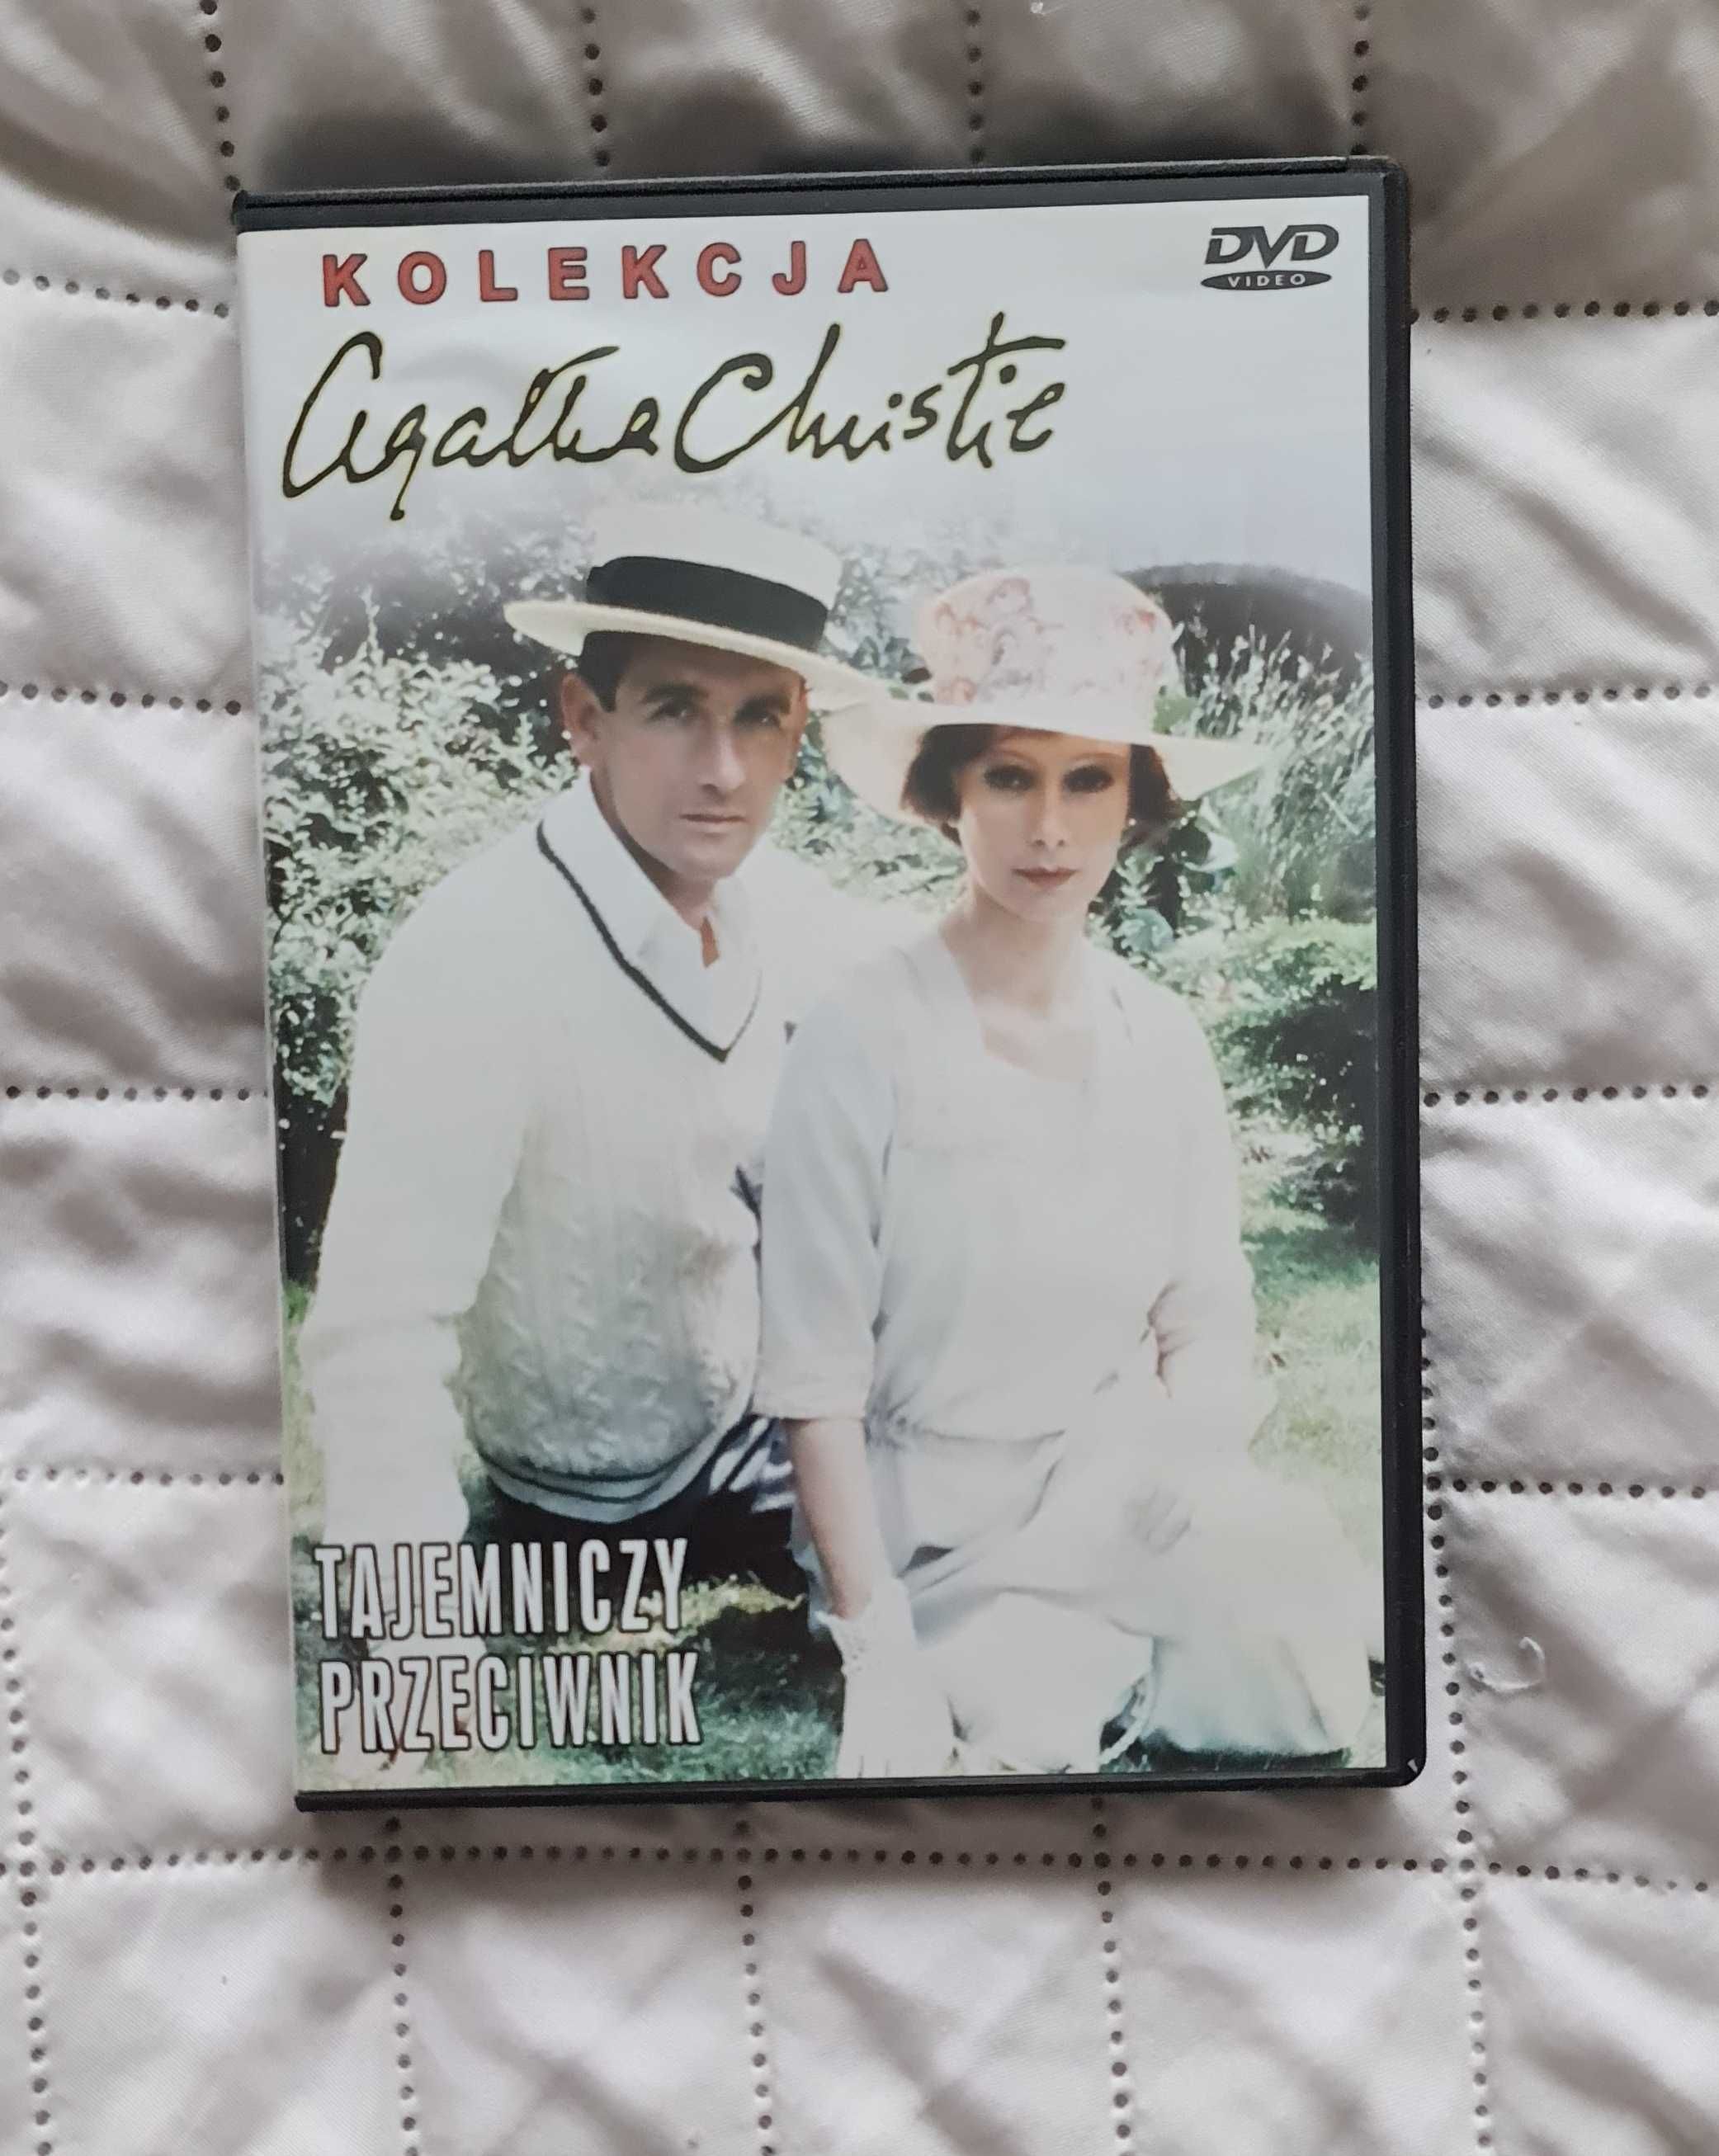 KOLEKCJA
DVD
VIDEO
Agatha Christie
TAJEMNICZY
PRZECIWNIK